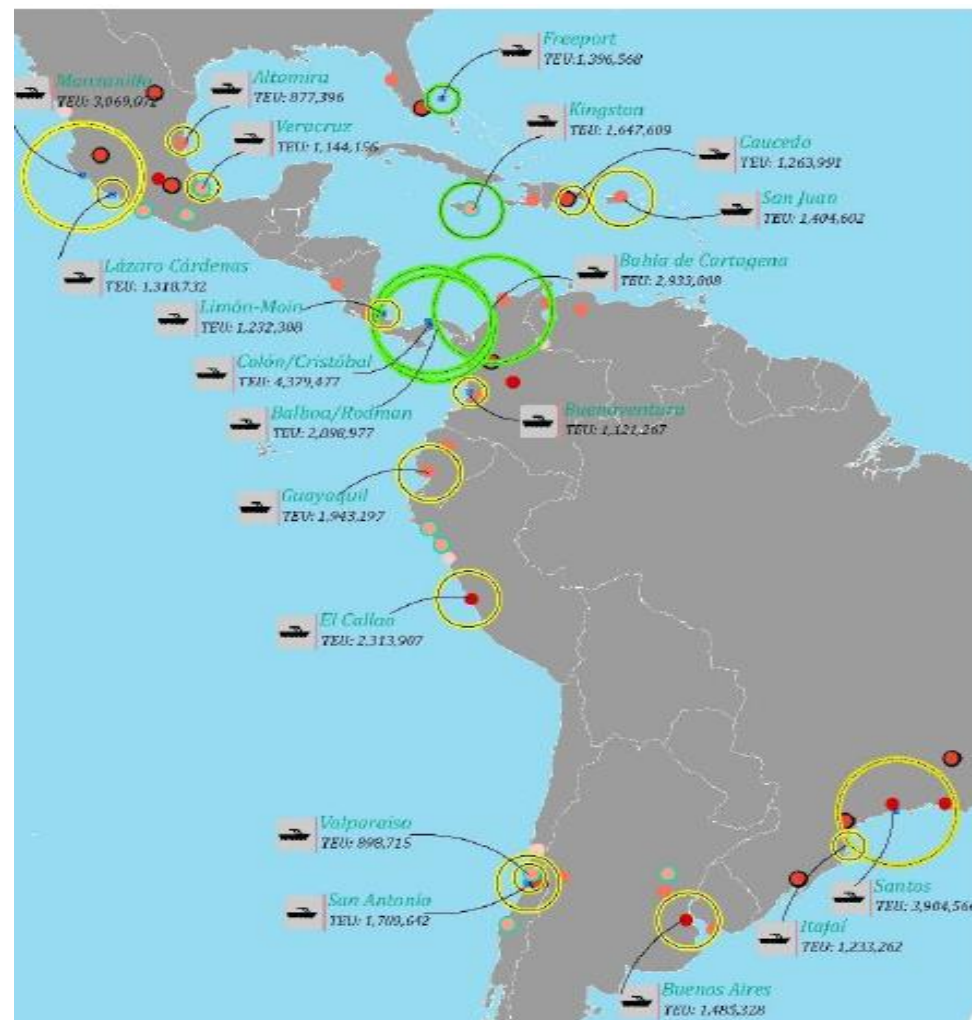 Freeport
TEU:1,396,568
Manzanillo
TEU: 3,069,072
Altamira
TEU: 877,396
Kingston
TEU: 1,647,609
Veracruz
TEU: 1,144,156
Caucedo
TEU: 1,263,991
San Juan
TEU: 1,404,602
Lázaro Cárdenas
TEU: 1,318,732
Bahía de Cartagena
TEU: 2,933,808
Limón-Moin
TEU: 1,232,308
Colón/Cristóbal
TEU: 4,379,477
Balboa/Rodman
TEU: 2,898,977
Buenaventura
TEU: 1,121,267
Guayaquil
TEU: 1,943,197
El Callao
TEU: 2,313,907
Valparaíso
TEU: 898,715
San Antonio
TEU: 1,709,642
Santos
TEU: 3,904,566
Itajaí
TEU: 1,233,262
Buenos Aires
TEU: 1,485,328